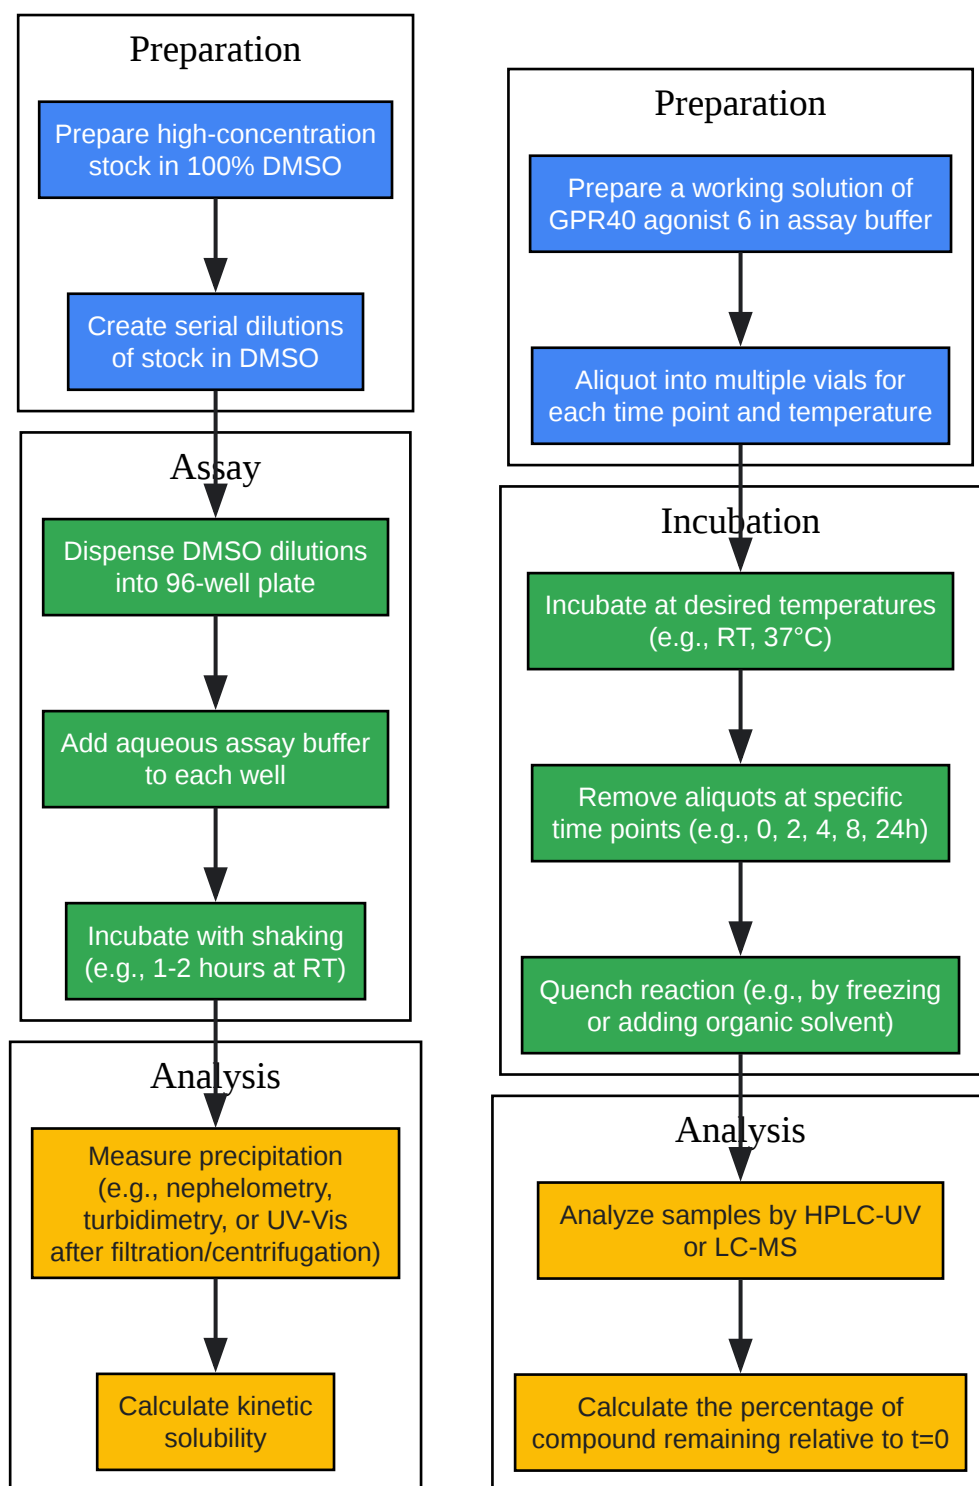 Preparation
Prepare high-concentration
stock in 100% DMSO
Create serial dilutions
of stock in DMSO
Assay
Dispense DMSO dilutions
into 96-well plate
Add aqueous assay buffer
to each well
Incubate with shaking
(e.g., 1-2 hours at RT)
Analysis
Measure precipitation
(e.g., nephelometry,
turbidimetry, or UV-Vis
after filtration/centrifugation)
Calculate kinetic
solubility
Preparation
Prepare a working solution of
GPR40 agonist 6 in assay buffer
Aliquot into multiple vials for
each time point and temperature
Incubation
Incubate at desired temperatures
(e.g., RT, 37°C)
Remove aliquots at specific
time points (e.g., 0, 2, 4, 8, 24h)
Quench reaction (e.g., by freezing
or adding organic solvent)
Analysis
Analyze samples by HPLC-UV
or LC-MS
Calculate the percentage of
compound remaining relative to t=0